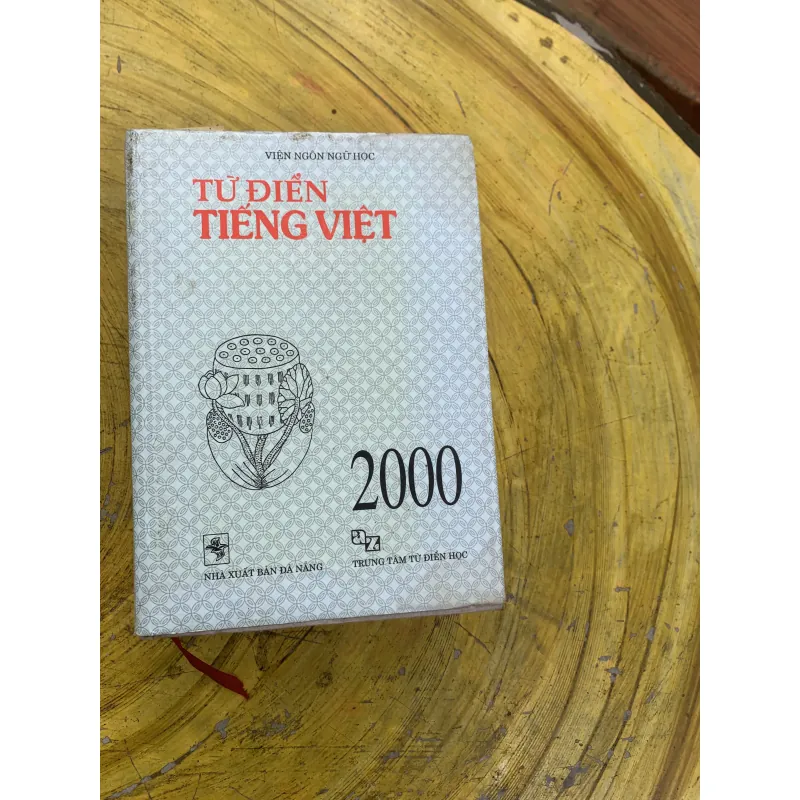 VIỆN NGÔN NGỮ HỌC
TỪ ĐIỂN
TIẾNG VIỆT
2000
az
NHÀ XUẤT BẢN ĐÀ NẴNG
TRUNG TÂM TỪ ĐIỂN HỌC